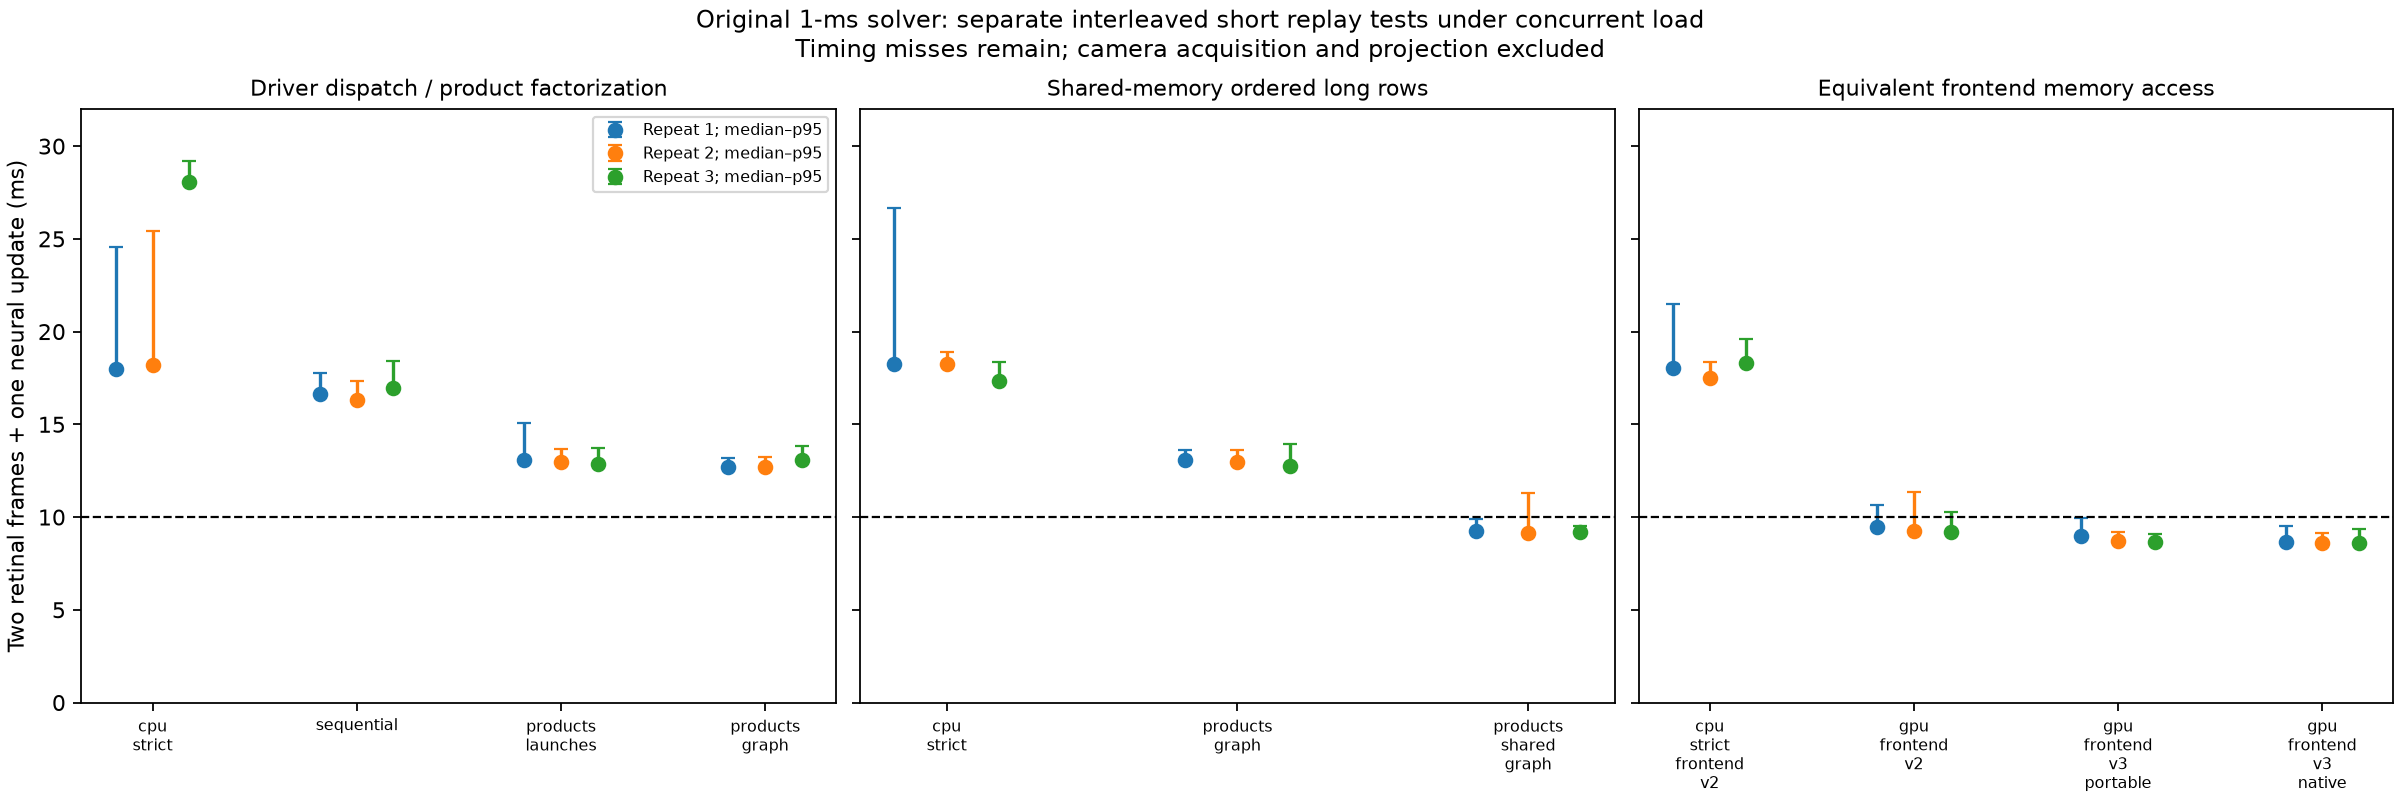 Original 1-ms solver: separate interleaved short replay tests under concurrent load
Timing misses remain; camera acquisition and projection excluded
Driver dispatch / product factorization
Shared-memory ordered long rows
Equivalent frontend memory access
Two retinal frames + one neural update (ms)
30
25
20
15
10
5
0
Repeat 1; median–p95
Repeat 2; median–p95
Repeat 3; median–p95
cpu
strict
sequential
products
launches
products
graph
cpu
strict
products
graph
products
shared
graph
cpu
strict
frontend
v2
gpu
frontend
v2
gpu
frontend
v3
portable
gpu
frontend
v3
native